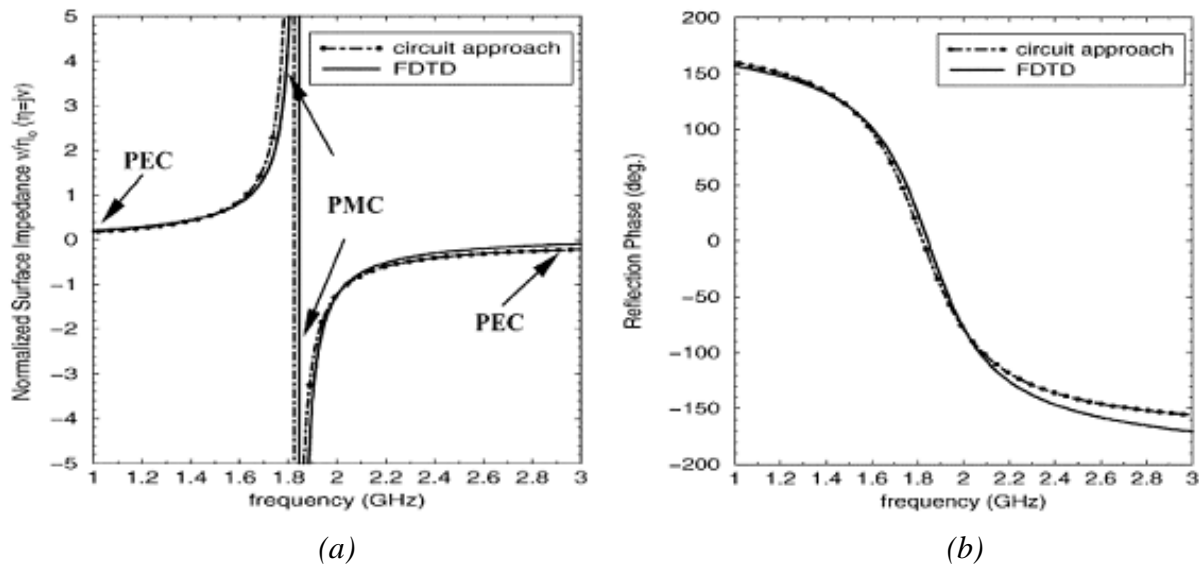 Normalized Surface Impedance ν/η₀ (η=jν)
5
4
3
2
1
0
−1
−2
−3
−4
−5
circuit approach
FDTD
PEC
PMC
PEC
1 1.2 1.4 1.6 1.8 2 2.2 2.4 2.6 2.8 3
frequency (GHz)
(a)
Reflection Phase (deg.)
200
150
100
50
0
−50
−100
−150
−200
circuit approach
FDTD
1 1.2 1.4 1.6 1.8 2 2.2 2.4 2.6 2.8 3
frequency (GHz)
(b)